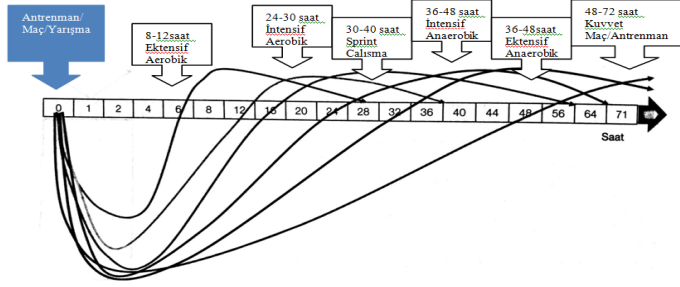 Antrenman/
Maç/Yarışma
8-12saat
Ektensif
Aerobik
24-30 saat
İntensif
Aerobik
30-40 saat
Sprint
Calısma
36-48 saat
İntensif
Anaerobik
36-48saat
Ektensif
Anaerobik
48-72 saat
Kuvvet
Maç/Antrenman
0 1 2 4 6 8 12 16 20 24 28 32 36 40 44 48 56 64 71
Saat